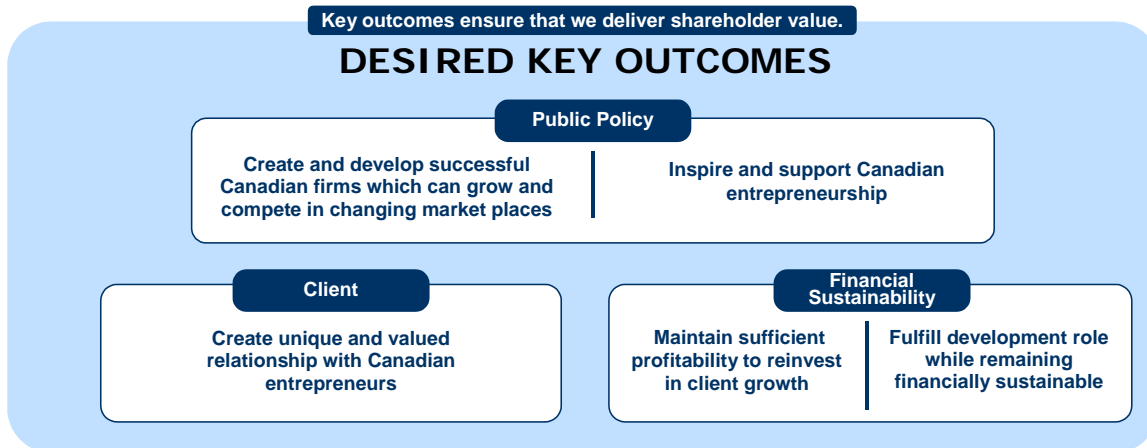 Key outcomes ensure that we deliver shareholder value.
DESIRED KEY OUTCOMES
Public Policy
Create and develop successful
Canadian firms which can grow and
compete in changing market places
Inspire and support Canadian
entrepreneurship
Client
Create unique and valued
relationship with Canadian
entrepreneurs
Financial
Sustainability
Maintain sufficient
profitability to reinvest
in client growth
Fulfill development role
while remaining
financially sustainable